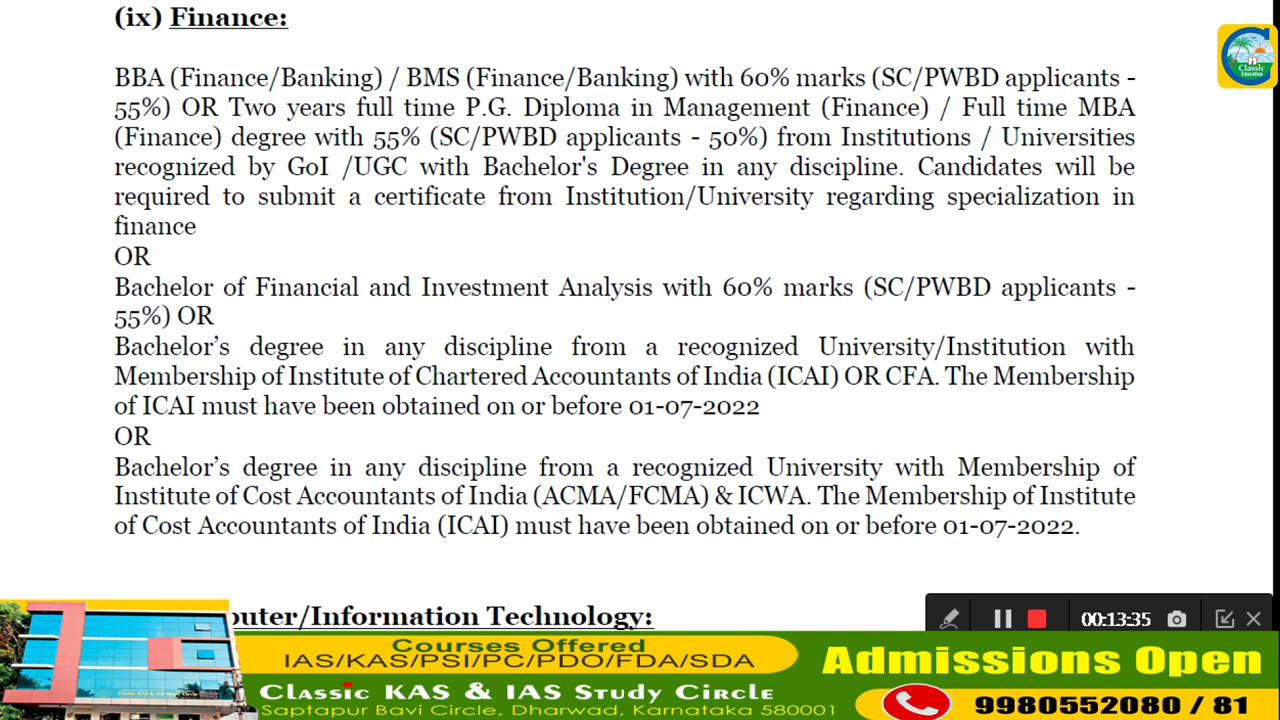 (ix) Finance:
Classic
Education
BBA (Finance/Banking) / BMS (Finance/Banking) with 60% marks (SC/PWBD applicants -
55%) OR Two years full time P.G. Diploma in Management (Finance) / Full time MBA
(Finance) degree with 55% (SC/PWBD applicants - 50%) from Institutions / Universities
recognized by GoI /UGC with Bachelor's Degree in any discipline. Candidates will be
required to submit a certificate from Institution/University regarding specialization in
finance
OR
Bachelor of Financial and Investment Analysis with 60% marks (SC/PWBD applicants -
55%) OR
Bachelor’s degree in any discipline from a recognized University/Institution with
Membership of Institute of Chartered Accountants of India (ICAI) OR CFA. The Membership
of ICAI must have been obtained on or before 01-07-2022
OR
Bachelor’s degree in any discipline from a recognized University with Membership of
Institute of Cost Accountants of India (ACMA/FCMA) & ICWA. The Membership of Institute
of Cost Accountants of India (ICAI) must have been obtained on or before 01-07-2022.
outer/Information Technology:
00:13:35
Courses Offered
IAS/KAS/PSI/PC/PDO/FDA/SDA
Classic KAS & IAS Study Circle
Saptapur Bavi Circle, Dharwad, Karnataka 580001
Admissions Open
9980552080 / 81